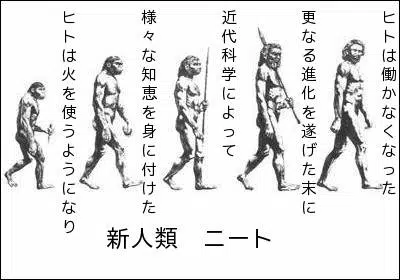 ヒトは火を使うようになり
様々な知恵を身に付けた
近代科学によって
更なる進化を遂げた末に
ヒトは働かなくなった
新人類　ニート